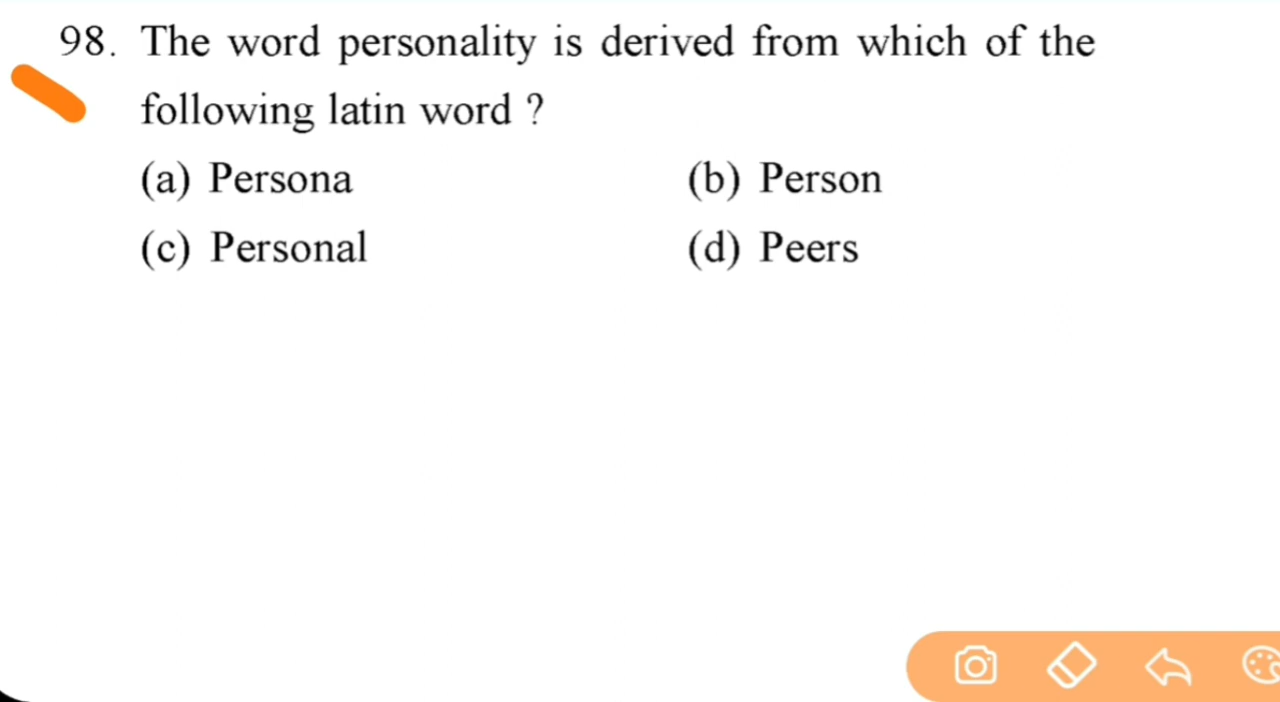 98. The word personality is derived from which of the
following latin word ?
(a) Persona (b) Person
(c) Personal (d) Peers